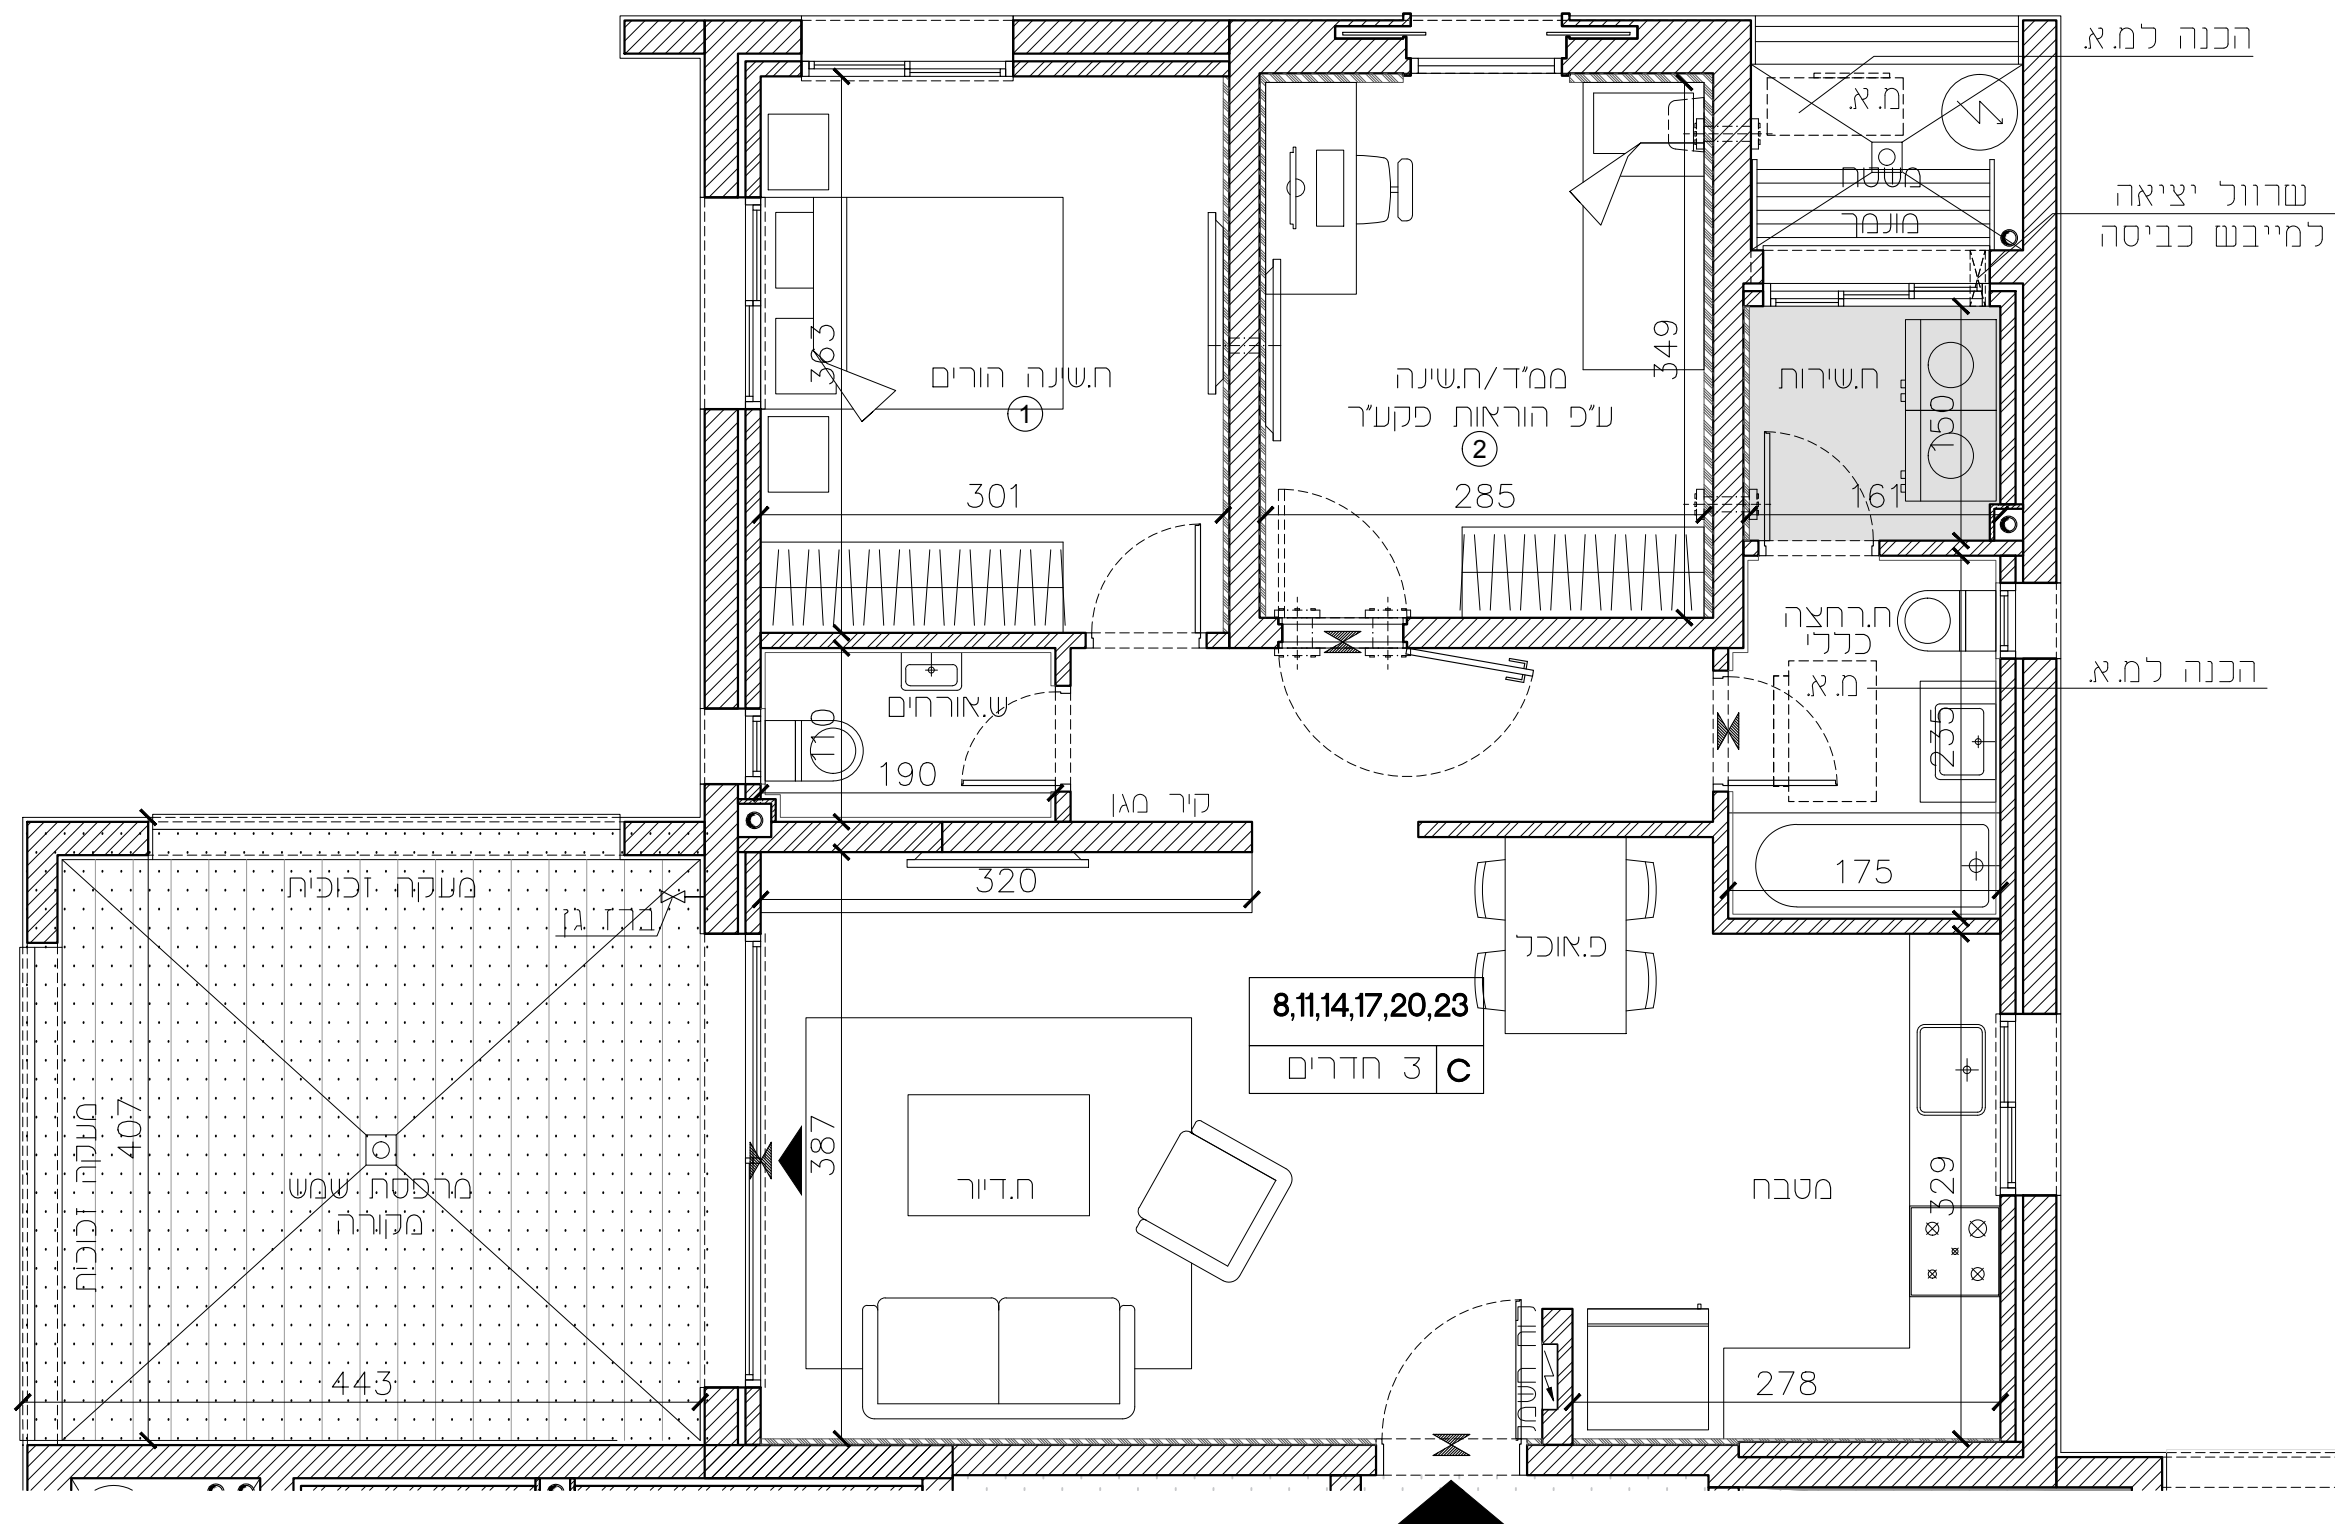 הכנה למ.א.
מ.א.
שרוול יציאה
למייבש כביסה
משטח
מונמך
363
ח.שינה הורים
1
301
349
ממ"ד/ח.שינה
ע"פ הוראות פקע"ר
2
285
ח.שירות
150
161
ח.רחצה
כללי
מ.א.
הכנה למ.א.
235
175
ש.אורחים
110
190
קיר מגן
320
מעקה זכוכית
ברז גז
מעקה זכוכית
407
מרפסת שמש
מקורה
443
פ.אוכל
8,11,14,17,20,23
3 חדרים
C
387
ח.דיור
מטבח
329
278
לוח חשמל